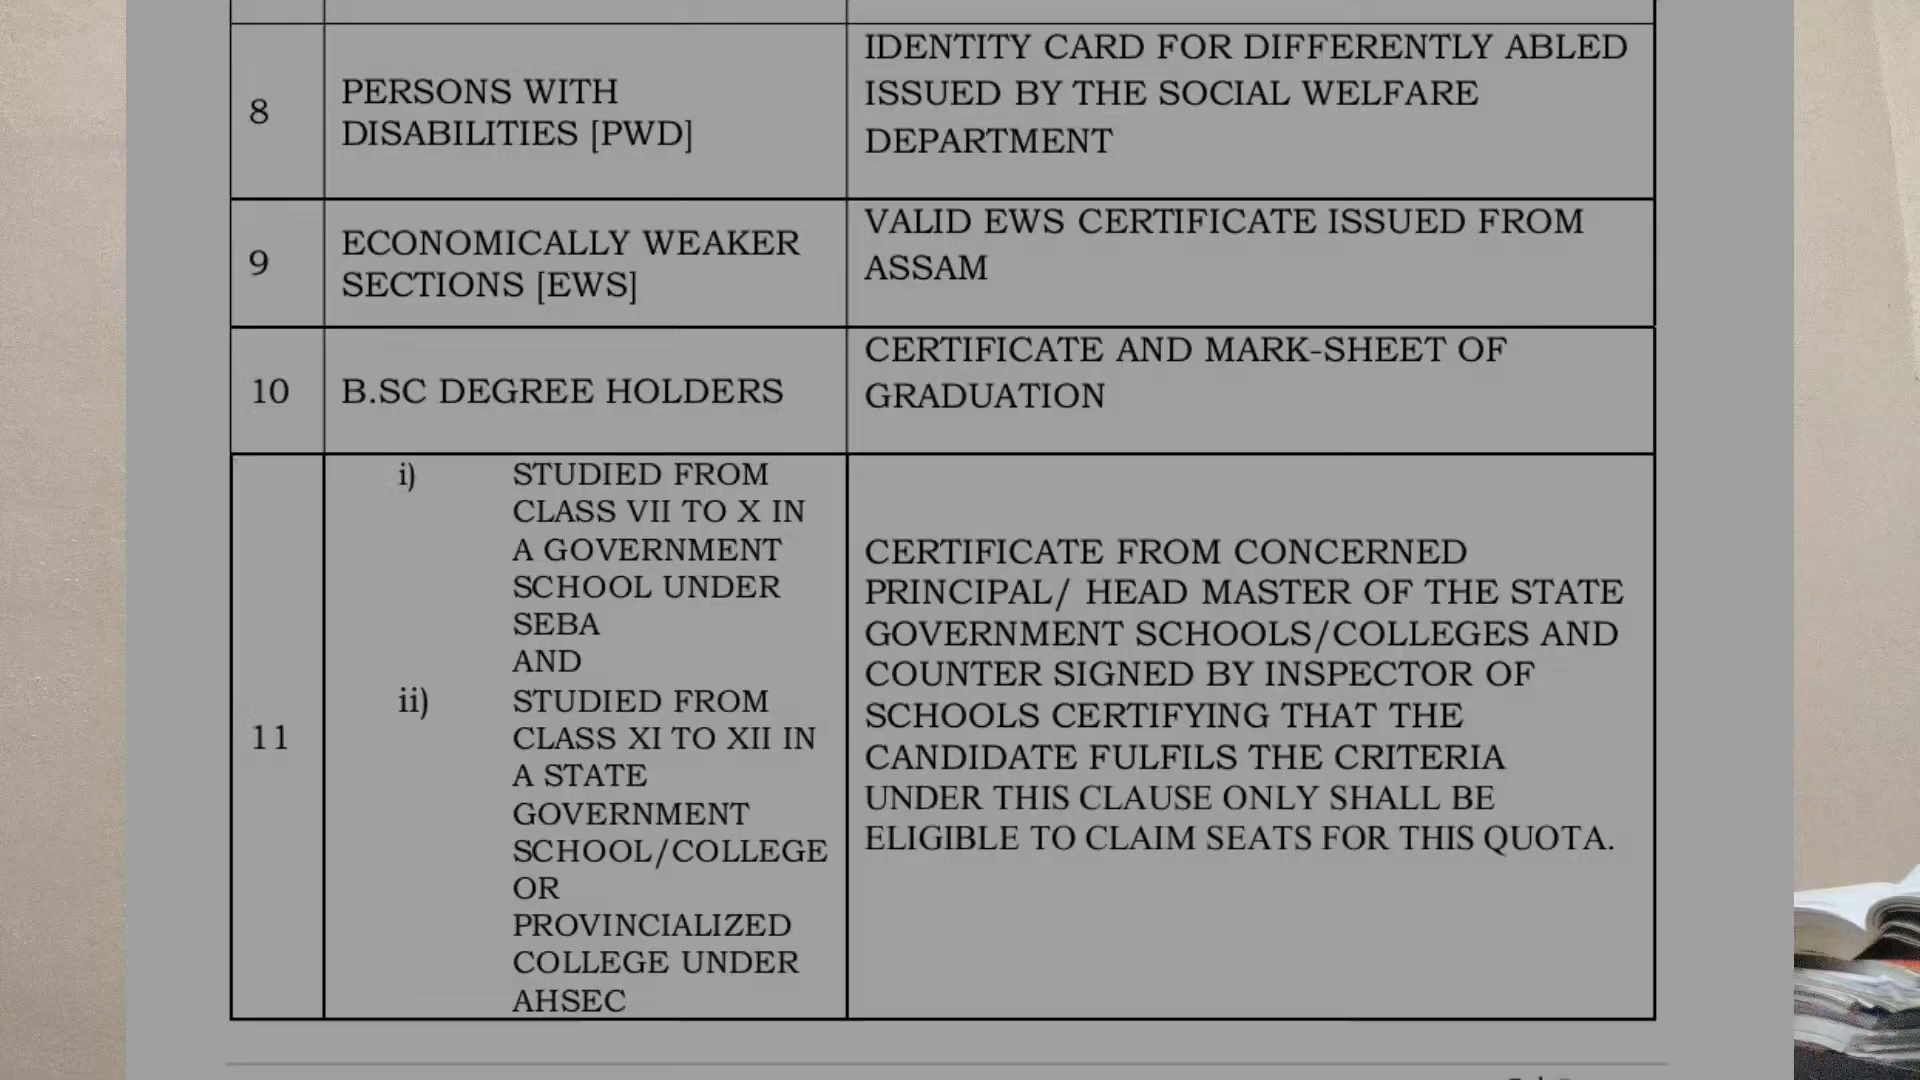 8
PERSONS WITH
DISABILITIES [PWD]
IDENTITY CARD FOR DIFFERENTLY ABLED
ISSUED BY THE SOCIAL WELFARE
DEPARTMENT
9
ECONOMICALLY WEAKER
SECTIONS [EWS]
VALID EWS CERTIFICATE ISSUED FROM
ASSAM
10
B.SC DEGREE HOLDERS
CERTIFICATE AND MARK-SHEET OF
GRADUATION
11
i) STUDIED FROM
CLASS VII TO X IN
A GOVERNMENT
SCHOOL UNDER
SEBA
AND
ii) STUDIED FROM
CLASS XI TO XII IN
A STATE
GOVERNMENT
SCHOOL/COLLEGE
OR
PROVINCIALIZED
COLLEGE UNDER
AHSEC
CERTIFICATE FROM CONCERNED
PRINCIPAL/ HEAD MASTER OF THE STATE
GOVERNMENT SCHOOLS/COLLEGES AND
COUNTER SIGNED BY INSPECTOR OF
SCHOOLS CERTIFYING THAT THE
CANDIDATE FULFILS THE CRITERIA
UNDER THIS CLAUSE ONLY SHALL BE
ELIGIBLE TO CLAIM SEATS FOR THIS QUOTA.